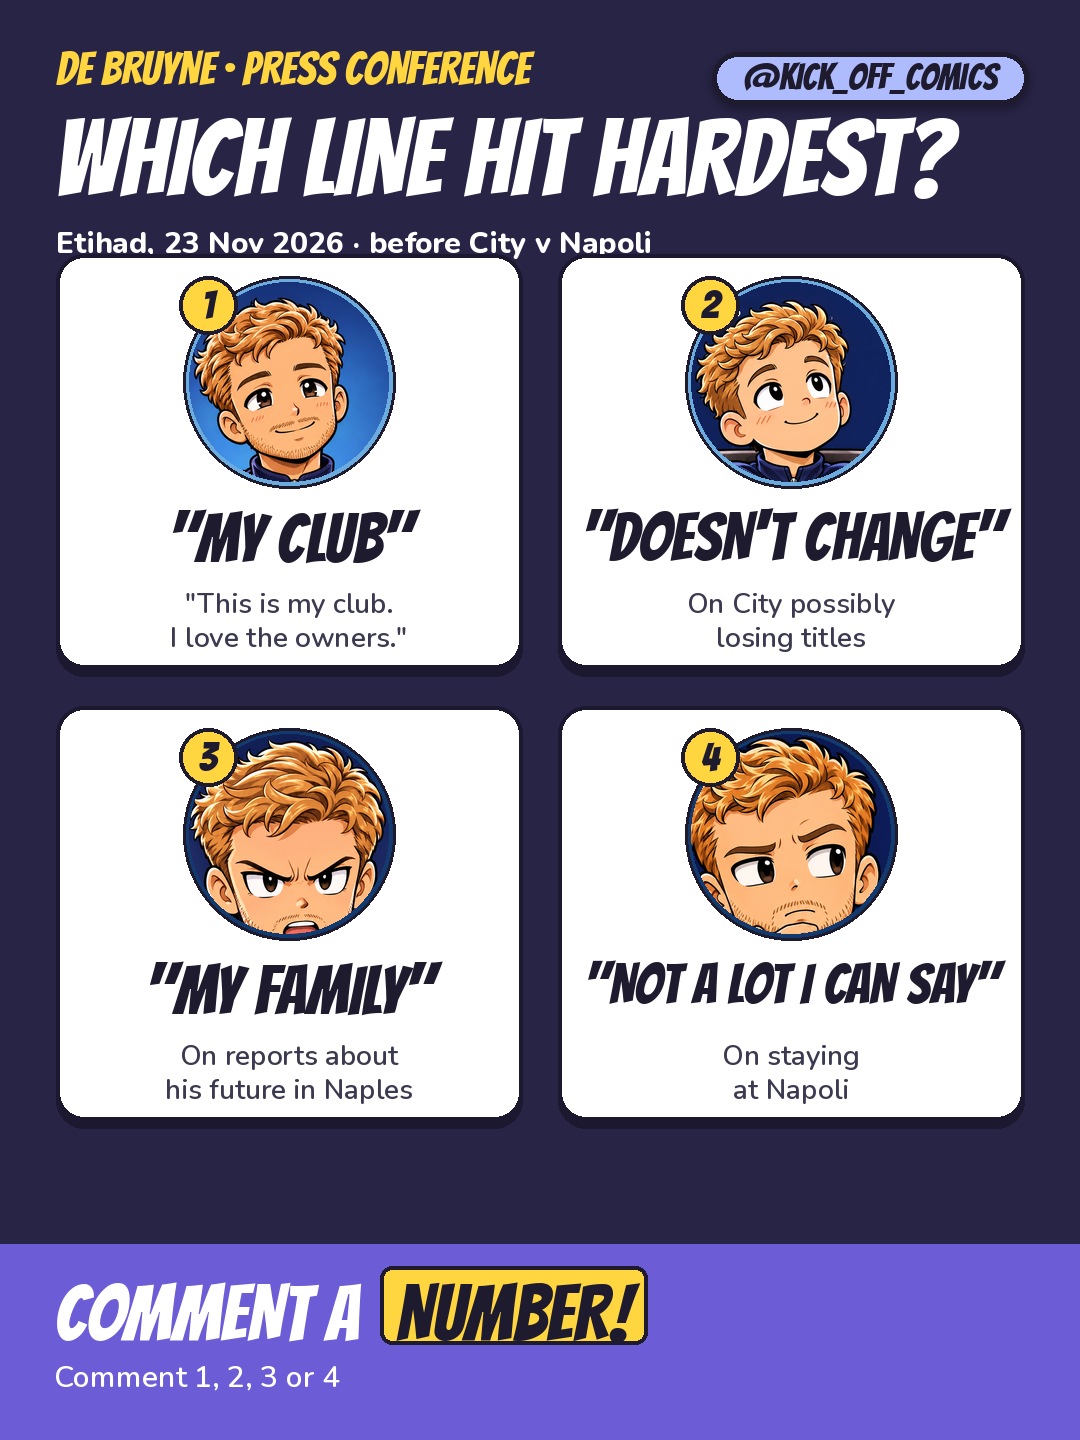 DE BRUYNE • PRESS CONFERENCE
@KICK_OFF_COMICS
WHICH LINE HIT HARDEST?
Etihad, 23 Nov 2026 · before City v Napoli
1
"MY CLUB"
"This is my club.
I love the owners."
2
"DOESN'T CHANGE"
On City possibly
losing titles
3
"MY FAMILY"
On reports about
his future in Naples
4
"NOT A LOT I CAN SAY"
On staying
at Napoli
COMMENT A NUMBER!
Comment 1, 2, 3 or 4